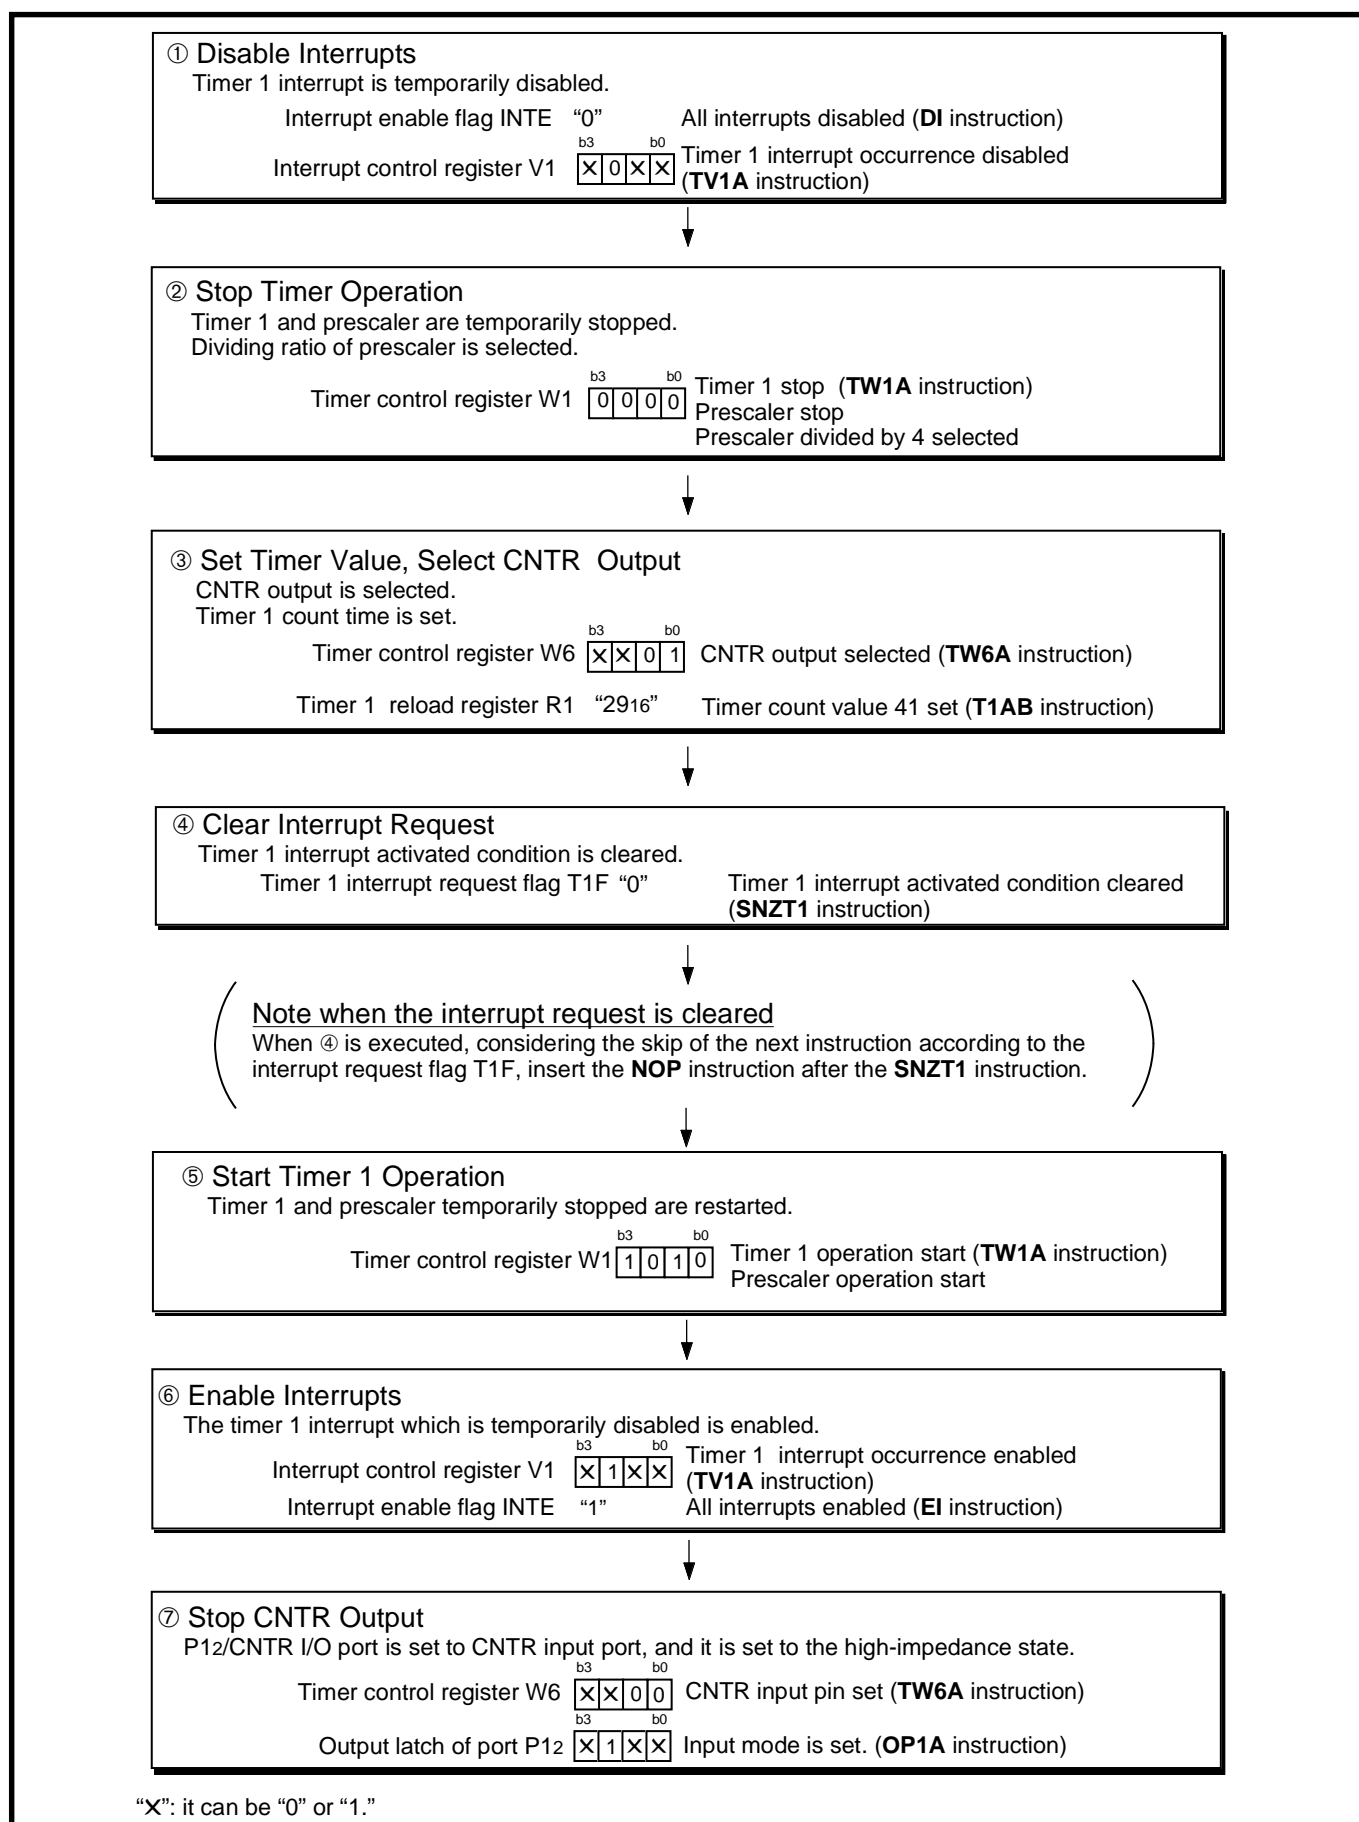 ① Disable Interrupts
Timer 1 interrupt is temporarily disabled.
Interrupt enable flag INTE “0” All interrupts disabled (DI instruction)
b3 b0
Interrupt control register V1 X 0 X X Timer 1 interrupt occurrence disabled
(TV1A instruction)
② Stop Timer Operation
Timer 1 and prescaler are temporarily stopped.
Dividing ratio of prescaler is selected.
b3 b0
Timer control register W1 0 0 0 0 Timer 1 stop (TW1A instruction)
Prescaler stop
Prescaler divided by 4 selected
③ Set Timer Value, Select CNTR Output
CNTR output is selected.
Timer 1 count time is set.
b3 b0
Timer control register W6 X X 0 1 CNTR output selected (TW6A instruction)
Timer 1 reload register R1 “2916” Timer count value 41 set (T1AB instruction)
④ Clear Interrupt Request
Timer 1 interrupt activated condition is cleared.
Timer 1 interrupt request flag T1F “0” Timer 1 interrupt activated condition cleared
(SNZT1 instruction)
Note when the interrupt request is cleared
When ④ is executed, considering the skip of the next instruction according to the
interrupt request flag T1F, insert the NOP instruction after the SNZT1 instruction.
⑤ Start Timer 1 Operation
Timer 1 and prescaler temporarily stopped are restarted.
b3 b0
Timer control register W1 1 0 1 0 Timer 1 operation start (TW1A instruction)
Prescaler operation start
⑥ Enable Interrupts
The timer 1 interrupt which is temporarily disabled is enabled.
b3 b0
Interrupt control register V1 X 1 X X Timer 1 interrupt occurrence enabled
(TV1A instruction)
Interrupt enable flag INTE “1” All interrupts enabled (EI instruction)
⑦ Stop CNTR Output
P12/CNTR I/O port is set to CNTR input port, and it is set to the high-impedance state.
b3 b0
Timer control register W6 X X 0 0 CNTR input pin set (TW6A instruction)
b3 b0
Output latch of port P12 X 1 X X Input mode is set. (OP1A instruction)
“X”: it can be “0” or “1.”